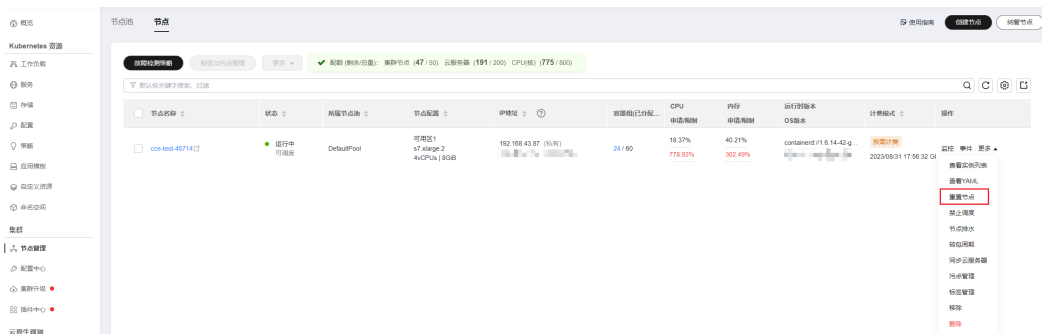 概览
Kubernetes 资源
工作负载
服务
存储
配置
策略
应用模板
自定义资源
命名空间
集群
节点管理
配置中心
集群升级
插件中心
云原生观测
节点池 节点
使用指南 创建节点 纳管节点
故障检测策略 标签与污点管理 更多 配额 (剩余/总量): 集群节点 (47 / 50) 云服务器 (191 / 200) CPU(核) (775 / 800)
默认按关键字搜索、过滤
节点名称 状态 所属节点池 节点配置 IP地址 容器组(已分配... CPU 申请/限制 内存 申请/限制 运行时版本 OS版本 计费模式 操作
cce-test-45714 运行中 可调度 DefaultPool 可用区1 s7.xlarge.2 4vCPUs | 8GiB 192.168.43.87 (私有) 24 / 60 18.37% 778.83% 40.21% 302.49% containerd://1.6.14-42-g... 按需计费 2023/08/31 17:56:32 G 监控 事件 更多
查看实例列表
查看YAML
重置节点
禁止调度
节点排水
转包周期
同步云服务器
污点管理
标签管理
移除
删除